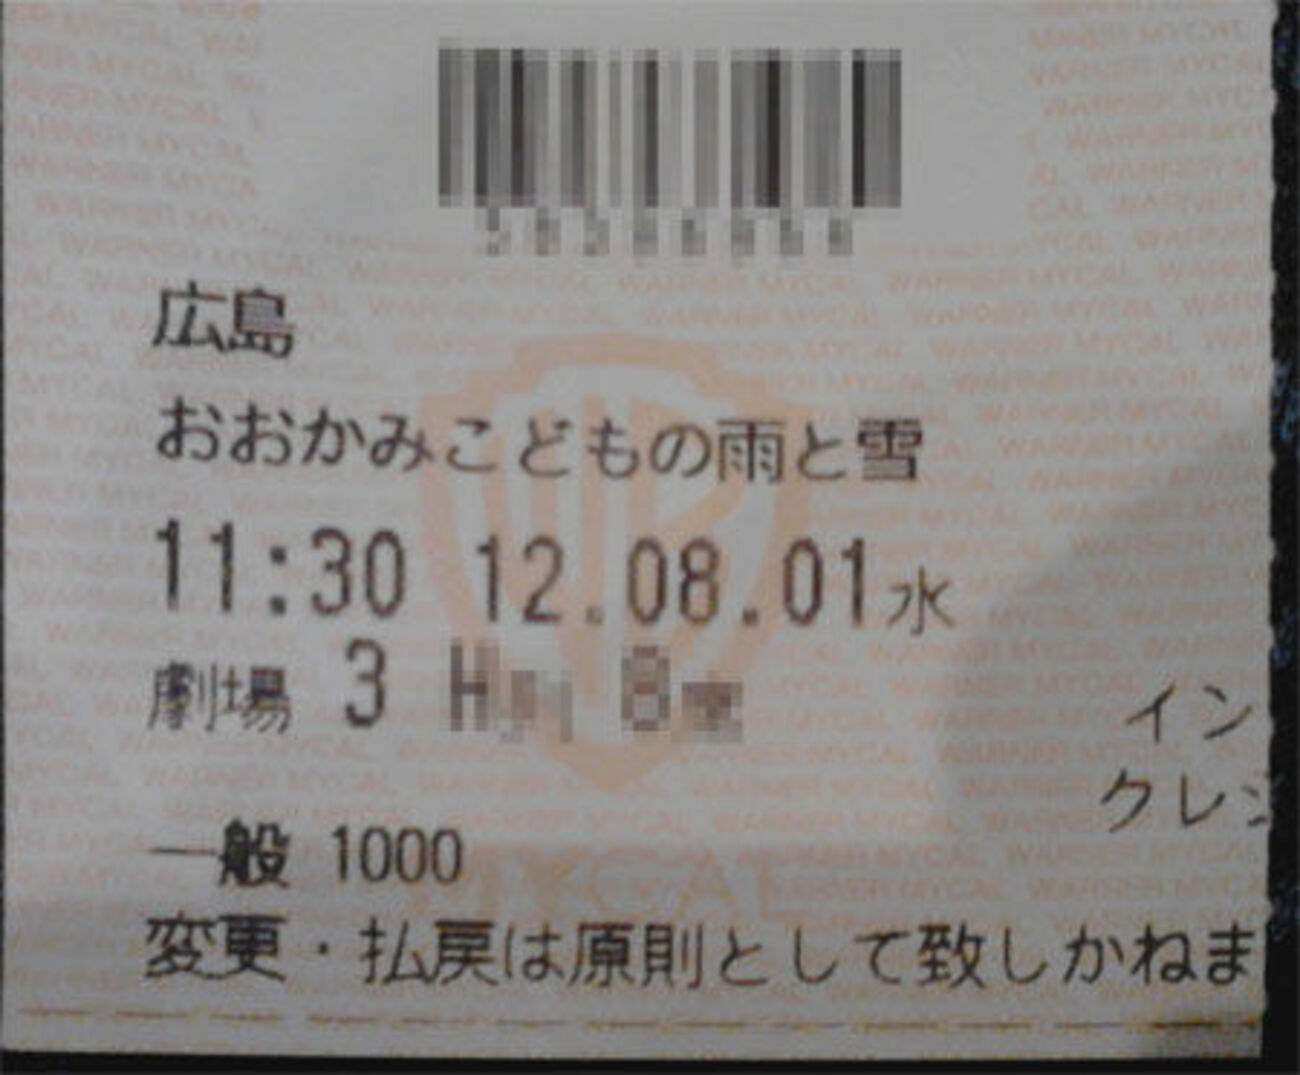 広島
おおかみこどもの雨と雪
11:30 12.08.01水
劇場 3
イン
クレ
一般 1000
変更・払戻は原則として致しかねま
MYCAL